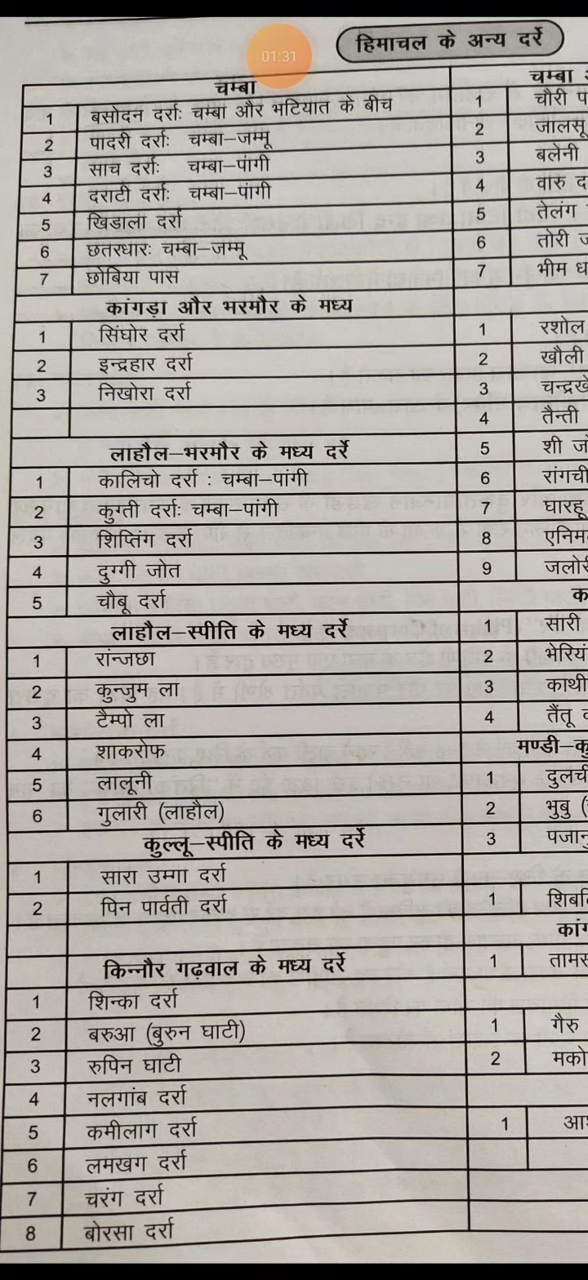 01:31
हिमाचल के अन्य दर्रे
चम्बा
1 बसोदन दर्राः चम्बा और भटियात के बीच
2 पादरी दर्राः चम्बा-जम्मू
3 साच दर्राः चम्बा-पांगी
4 दराटी दर्राः चम्बा-पांगी
5 खिडाली दर्रा
6 छतरधारः चम्बा-जम्मू
7 छोबिया पास
कांगड़ा और भरमौर के मध्य
1 सिंघोर दर्रा
2 इन्द्रहार दर्रा
3 निखोरा दर्रा
लाहौल-भरमौर के मध्य दर्रे
1 कालिचो दर्रा : चम्बा-पांगी
2 कुग्ती दर्राः चम्बा-पांगी
3 शिप्तिंग दर्रा
4 दुग्गी जोत
5 चौबू दर्रा
लाहौल-स्पीति के मध्य दर्रे
1 रांन्जछा
2 कुन्जुम ला
3 टैम्पो ला
4 शाकरोफ
5 लालूनी
6 गुलारी (लाहौल)
कुल्लू-स्पीति के मध्य दर्रे
1 सारा उम्गा दर्रा
2 पिन पार्वती दर्रा
किन्नौर गढ़वाल के मध्य दर्रे
1 शिन्का दर्रा
2 बरुआ (बुरुन घाटी)
3 रुपिन घाटी
4 नलगांब दर्रा
5 कमीलाग दर्रा
6 लमखग दर्रा
7 चरंग दर्रा
8 बोरसा दर्रा
चम्बा
1 चौरी
2 जालसू
3 बलेनी
4 वारु
5 तेलंग
6 तोरी
7 भीम
1 रशोल
2 खौली
3
4 तैन्ती
5 शी
6
7 घारहू
8
9
1 सारी
2
3 काथी
4 तैंतू
मण्डी-कु
1
2 भुबु
3
1
1
1 गैरु
2
1